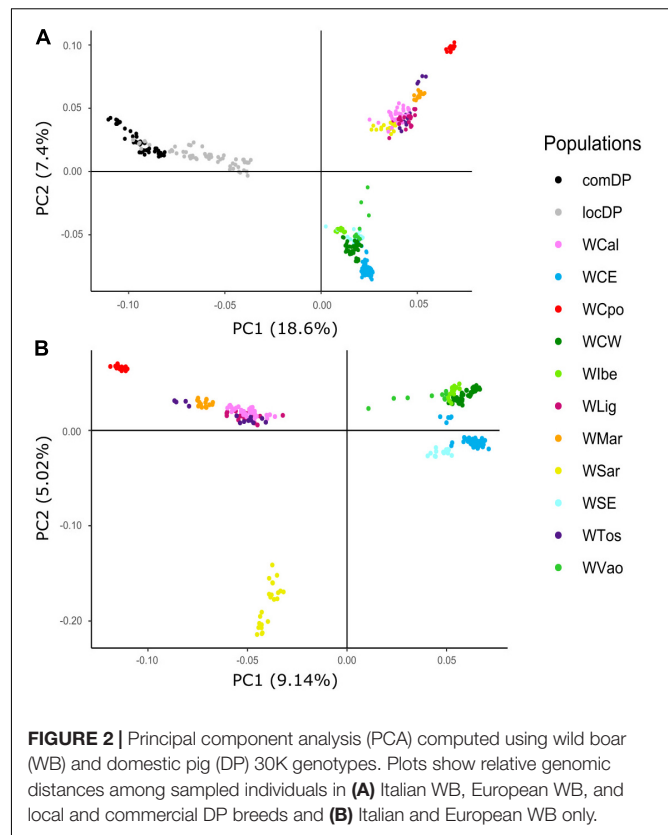 A
0.10
0.05
0.00
-0.05
PC2 (7.4%)
-0.10
-0.05
0.00
0.05
PC1 (18.6%)
B
0.00
-0.10
-0.20
PC2 (5.02%)
-0.10
-0.05
0.00
0.05
PC1 (9.14%)
Populations
comDP
locDP
WCal
WCE
WCpo
WCW
WIbe
WLig
WMar
WSar
WSE
WTos
WVao
FIGURE 2 | Principal component analysis (PCA) computed using wild boar
(WB) and domestic pig (DP) 30K genotypes. Plots show relative genomic
distances among sampled individuals in (A) Italian WB, European WB, and
local and commercial DP breeds and (B) Italian and European WB only.